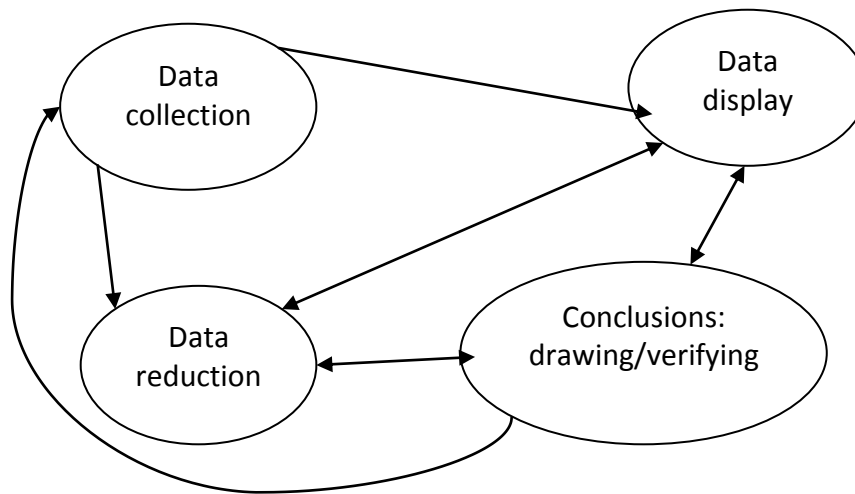 Data
collection
Data
display
Data
reduction
Conclusions:
drawing/verifying